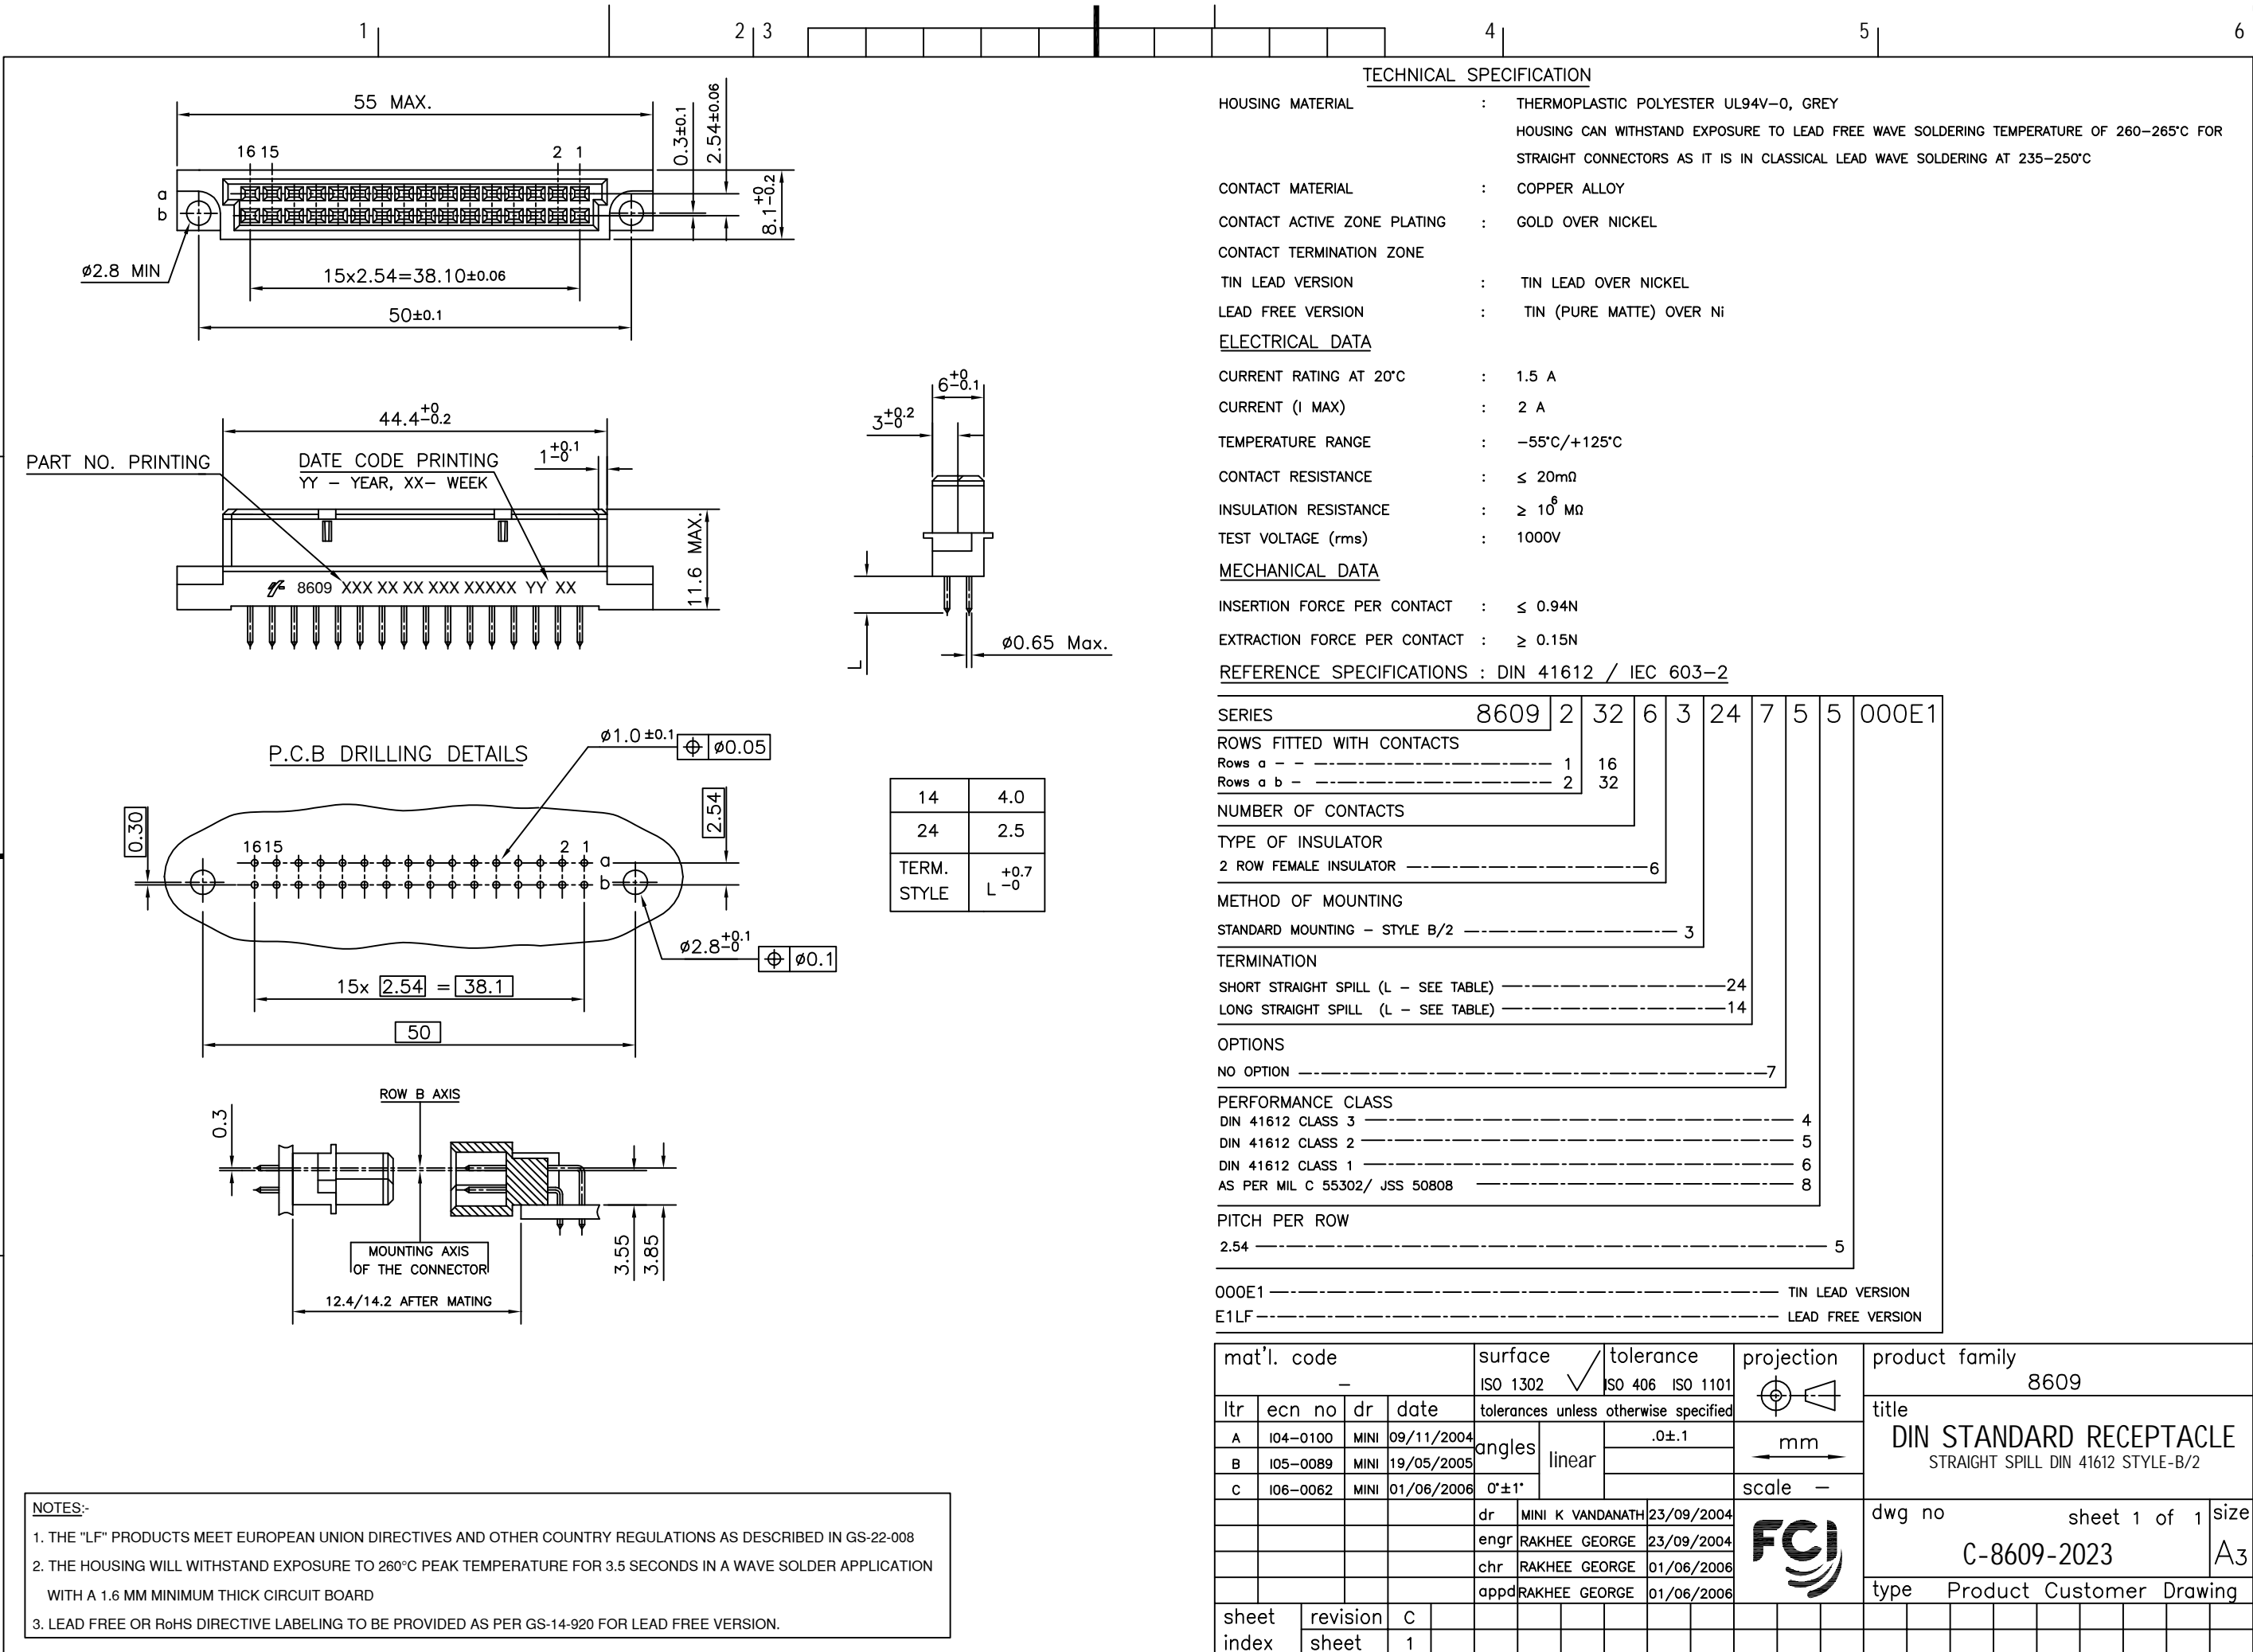 1 2 3 4 5 6
55 MAX.
0.3±0.1
2.54±0.06
8.1+0-0.2
16 15 2 1
a
b
ø2.8 MIN
15x2.54=38.10±0.06
50±0.1
44.4+0-0.2
1+0.1-0
PART NO. PRINTING
DATE CODE PRINTING
YY - YEAR, XX- WEEK
11.6 MAX.
8609 XXX XX XX XXX XXXXX YY XX
6+0-0.1
3+0.2-0
L
ø0.65 Max.
P.C.B DRILLING DETAILS
ø1.0±0.1
ø0.05
0.30
2.54
16 15 2 1
a
b
ø2.8+0.1-0
ø0.1
15x 2.54 = 38.1
50
14 4.0
24 2.5
TERM. STYLE L+0.7-0
ROW B AXIS
0.3
MOUNTING AXIS
OF THE CONNECTOR
12.4/14.2 AFTER MATING
3.55
3.85
NOTES:-
1. THE "LF" PRODUCTS MEET EUROPEAN UNION DIRECTIVES AND OTHER COUNTRY REGULATIONS AS DESCRIBED IN GS-22-008
2. THE HOUSING WILL WITHSTAND EXPOSURE TO 260°C PEAK TEMPERATURE FOR 3.5 SECONDS IN A WAVE SOLDER APPLICATION
WITH A 1.6 MM MINIMUM THICK CIRCUIT BOARD
3. LEAD FREE OR RoHS DIRECTIVE LABELING TO BE PROVIDED AS PER GS-14-920 FOR LEAD FREE VERSION.
TECHNICAL SPECIFICATION
HOUSING MATERIAL : THERMOPLASTIC POLYESTER UL94V-0, GREY
HOUSING CAN WITHSTAND EXPOSURE TO LEAD FREE WAVE SOLDERING TEMPERATURE OF 260-265°C FOR
STRAIGHT CONNECTORS AS IT IS IN CLASSICAL LEAD WAVE SOLDERING AT 235-250°C
CONTACT MATERIAL : COPPER ALLOY
CONTACT ACTIVE ZONE PLATING : GOLD OVER NICKEL
CONTACT TERMINATION ZONE
TIN LEAD VERSION : TIN LEAD OVER NICKEL
LEAD FREE VERSION : TIN (PURE MATTE) OVER Ni
ELECTRICAL DATA
CURRENT RATING AT 20°C : 1.5 A
CURRENT (I MAX) : 2 A
TEMPERATURE RANGE : -55°C/+125°C
CONTACT RESISTANCE : ≤ 20mΩ
INSULATION RESISTANCE : ≥ 10⁶ MΩ
TEST VOLTAGE (rms) : 1000V
MECHANICAL DATA
INSERTION FORCE PER CONTACT : ≤ 0.94N
EXTRACTION FORCE PER CONTACT : ≥ 0.15N
REFERENCE SPECIFICATIONS : DIN 41612 / IEC 603-2
SERIES 8609 2 32 6 3 24 7 5 5 000E1
ROWS FITTED WITH CONTACTS
Rows a - - 1 16
Rows a b - 2 32
NUMBER OF CONTACTS
TYPE OF INSULATOR
2 ROW FEMALE INSULATOR 6
METHOD OF MOUNTING
STANDARD MOUNTING - STYLE B/2 3
TERMINATION
SHORT STRAIGHT SPILL (L - SEE TABLE) 24
LONG STRAIGHT SPILL (L - SEE TABLE) 14
OPTIONS
NO OPTION 7
PERFORMANCE CLASS
DIN 41612 CLASS 3 4
DIN 41612 CLASS 2 5
DIN 41612 CLASS 1 6
AS PER MIL C 55302/ JSS 50808 8
PITCH PER ROW
2.54 5
000E1 TIN LEAD VERSION
E1LF LEAD FREE VERSION
mat'l. code -
surface ISO 1302
tolerance ISO 406 ISO 1101
projection
product family
8609
ltr ecn no dr date
tolerances unless otherwise specified
A I04-0100 MINI 09/11/2004
B I05-0089 MINI 19/05/2005
C I06-0062 MINI 01/06/2006
angles 0°±1°
linear .0±.1
mm
scale -
title
DIN STANDARD RECEPTACLE
STRAIGHT SPILL DIN 41612 STYLE-B/2
dr MINI K VANDANATH 23/09/2004
engr RAKHEE GEORGE 23/09/2004
chr RAKHEE GEORGE 01/06/2006
appd RAKHEE GEORGE 01/06/2006
FCI
dwg no sheet 1 of 1 size
C-8609-2023 A3
type Product Customer Drawing
sheet index
revision C
sheet 1